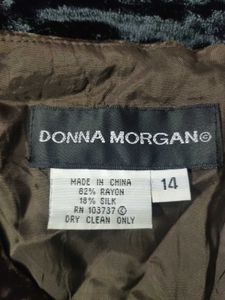 DONNA MORGAN©
MADE IN CHINA
82% RAYON
18% SILK
RN 103737 ©
DRY CLEAN ONLY
14